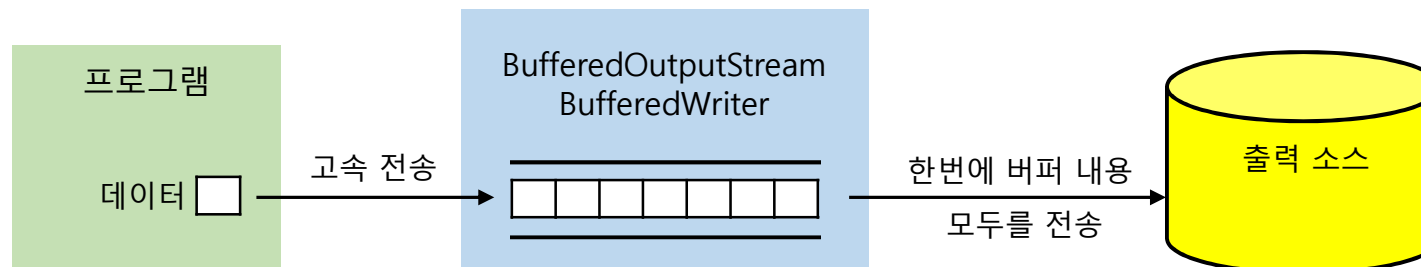 프로그램
데이터
고속 전송
BufferedOutputStream
BufferedWriter
한번에 버퍼 내용
모두를 전송
출력 소스